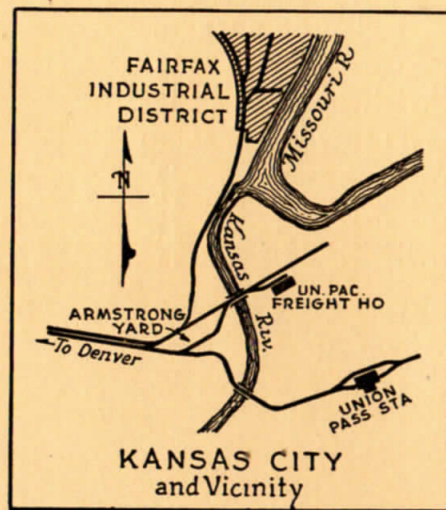 FAIRFAX
INDUSTRIAL
DISTRICT
Missouri R
N
Kansas
Riv.
UN. PAC.
FREIGHT HO
ARMSTRONG
YARD
To Denver
UNION
PASS STA
KANSAS CITY
and Vicinity